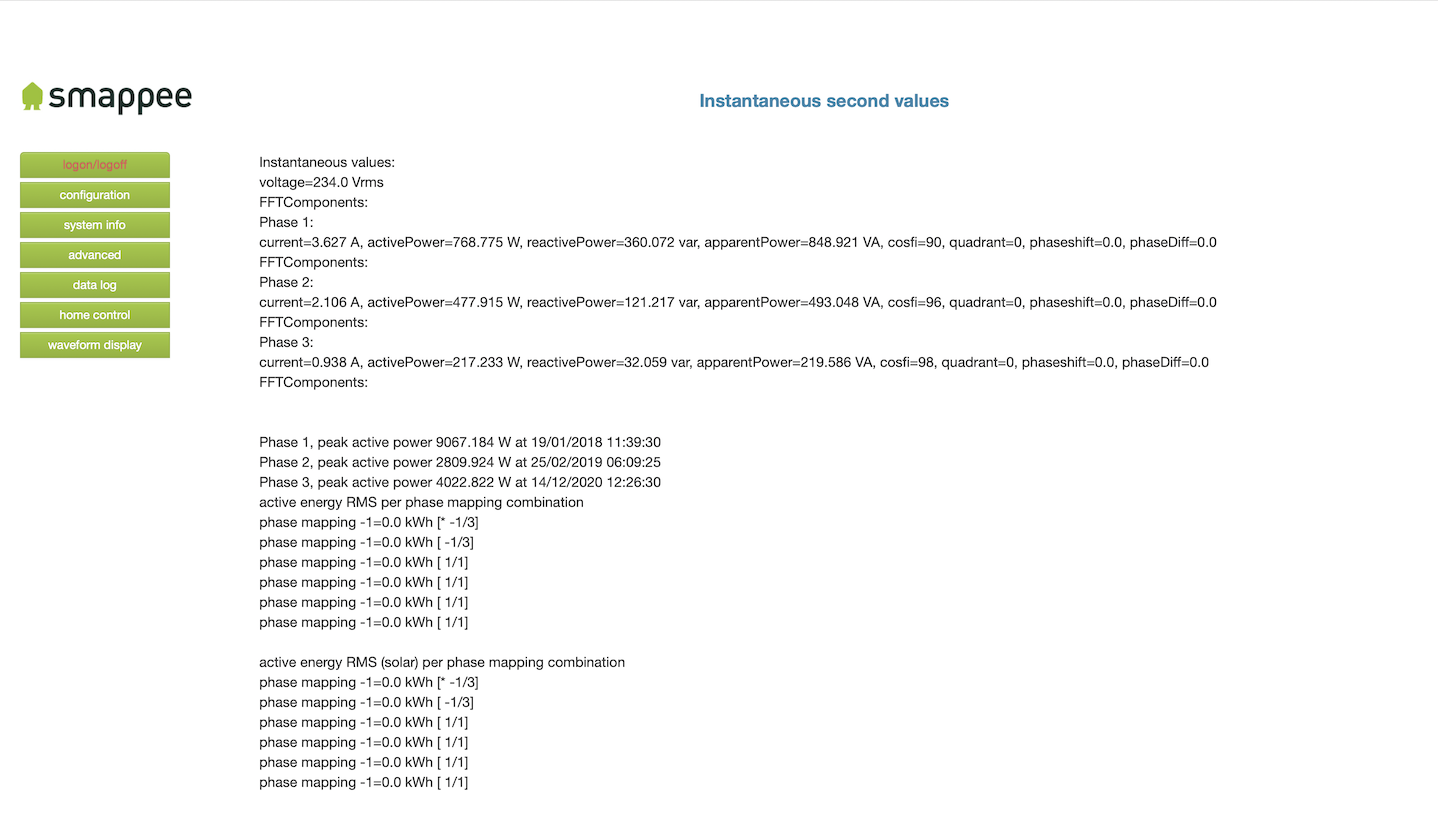 smappee
Instantaneous second values
logon/logoff
configuration
system info
advanced
data log
home control
waveform display
Instantaneous values:
voltage=234.0 Vrms
FFTComponents:
Phase 1:
current=3.627 A, activePower=768.775 W, reactivePower=360.072 var, apparentPower=848.921 VA, cosfi=90, quadrant=0, phaseshift=0.0, phaseDiff=0.0
FFTComponents:
Phase 2:
current=2.106 A, activePower=477.915 W, reactivePower=121.217 var, apparentPower=493.048 VA, cosfi=96, quadrant=0, phaseshift=0.0, phaseDiff=0.0
FFTComponents:
Phase 3:
current=0.938 A, activePower=217.233 W, reactivePower=32.059 var, apparentPower=219.586 VA, cosfi=98, quadrant=0, phaseshift=0.0, phaseDiff=0.0
FFTComponents:
Phase 1, peak active power 9067.184 W at 19/01/2018 11:39:30
Phase 2, peak active power 2809.924 W at 25/02/2019 06:09:25
Phase 3, peak active power 4022.822 W at 14/12/2020 12:26:30
active energy RMS per phase mapping combination
phase mapping -1=0.0 kWh [* -1/3]
phase mapping -1=0.0 kWh [ -1/3]
phase mapping -1=0.0 kWh [ 1/1]
phase mapping -1=0.0 kWh [ 1/1]
phase mapping -1=0.0 kWh [ 1/1]
phase mapping -1=0.0 kWh [ 1/1]
active energy RMS (solar) per phase mapping combination
phase mapping -1=0.0 kWh [* -1/3]
phase mapping -1=0.0 kWh [ -1/3]
phase mapping -1=0.0 kWh [ 1/1]
phase mapping -1=0.0 kWh [ 1/1]
phase mapping -1=0.0 kWh [ 1/1]
phase mapping -1=0.0 kWh [ 1/1]